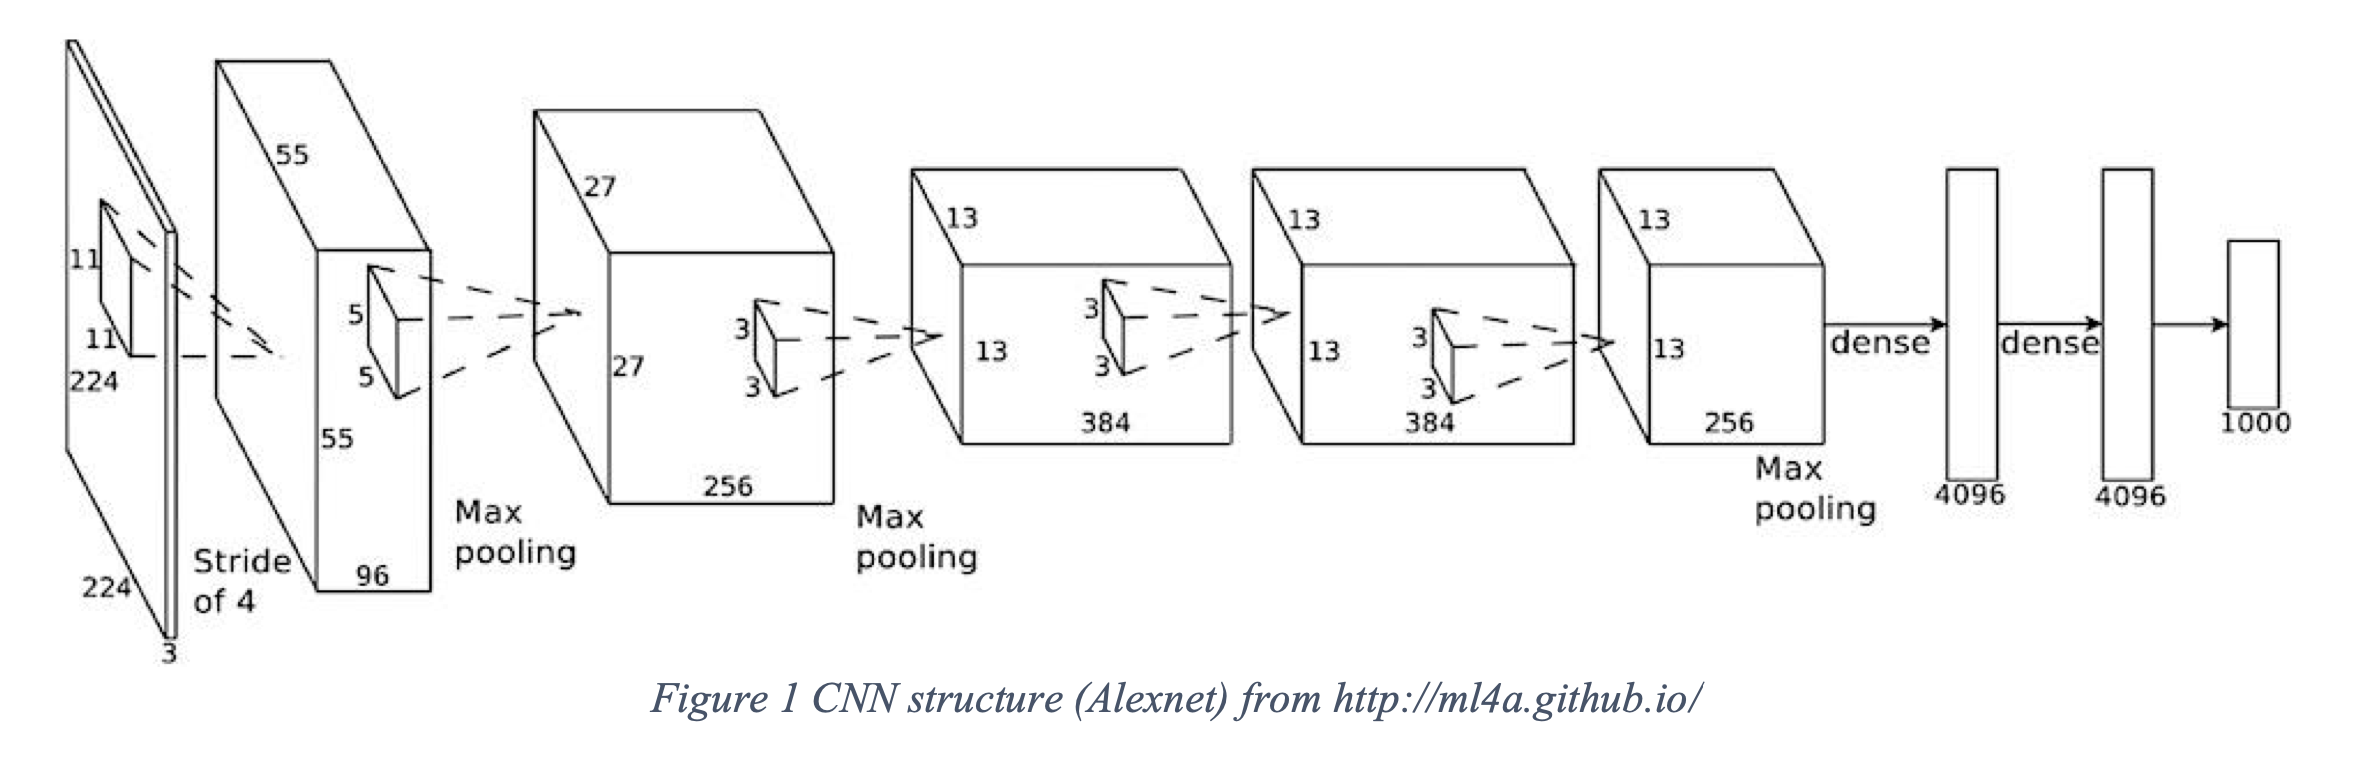 11
11
224
224
3
Stride
of 4
55
55
96
5
5
Max
pooling
27
27
256
3
3
Max
pooling
13
13
384
3
3
13
13
384
3
3
13
13
256
Max
pooling
dense
4096
dense
4096
1000
Figure 1 CNN structure (Alexnet) from http://ml4a.github.io/